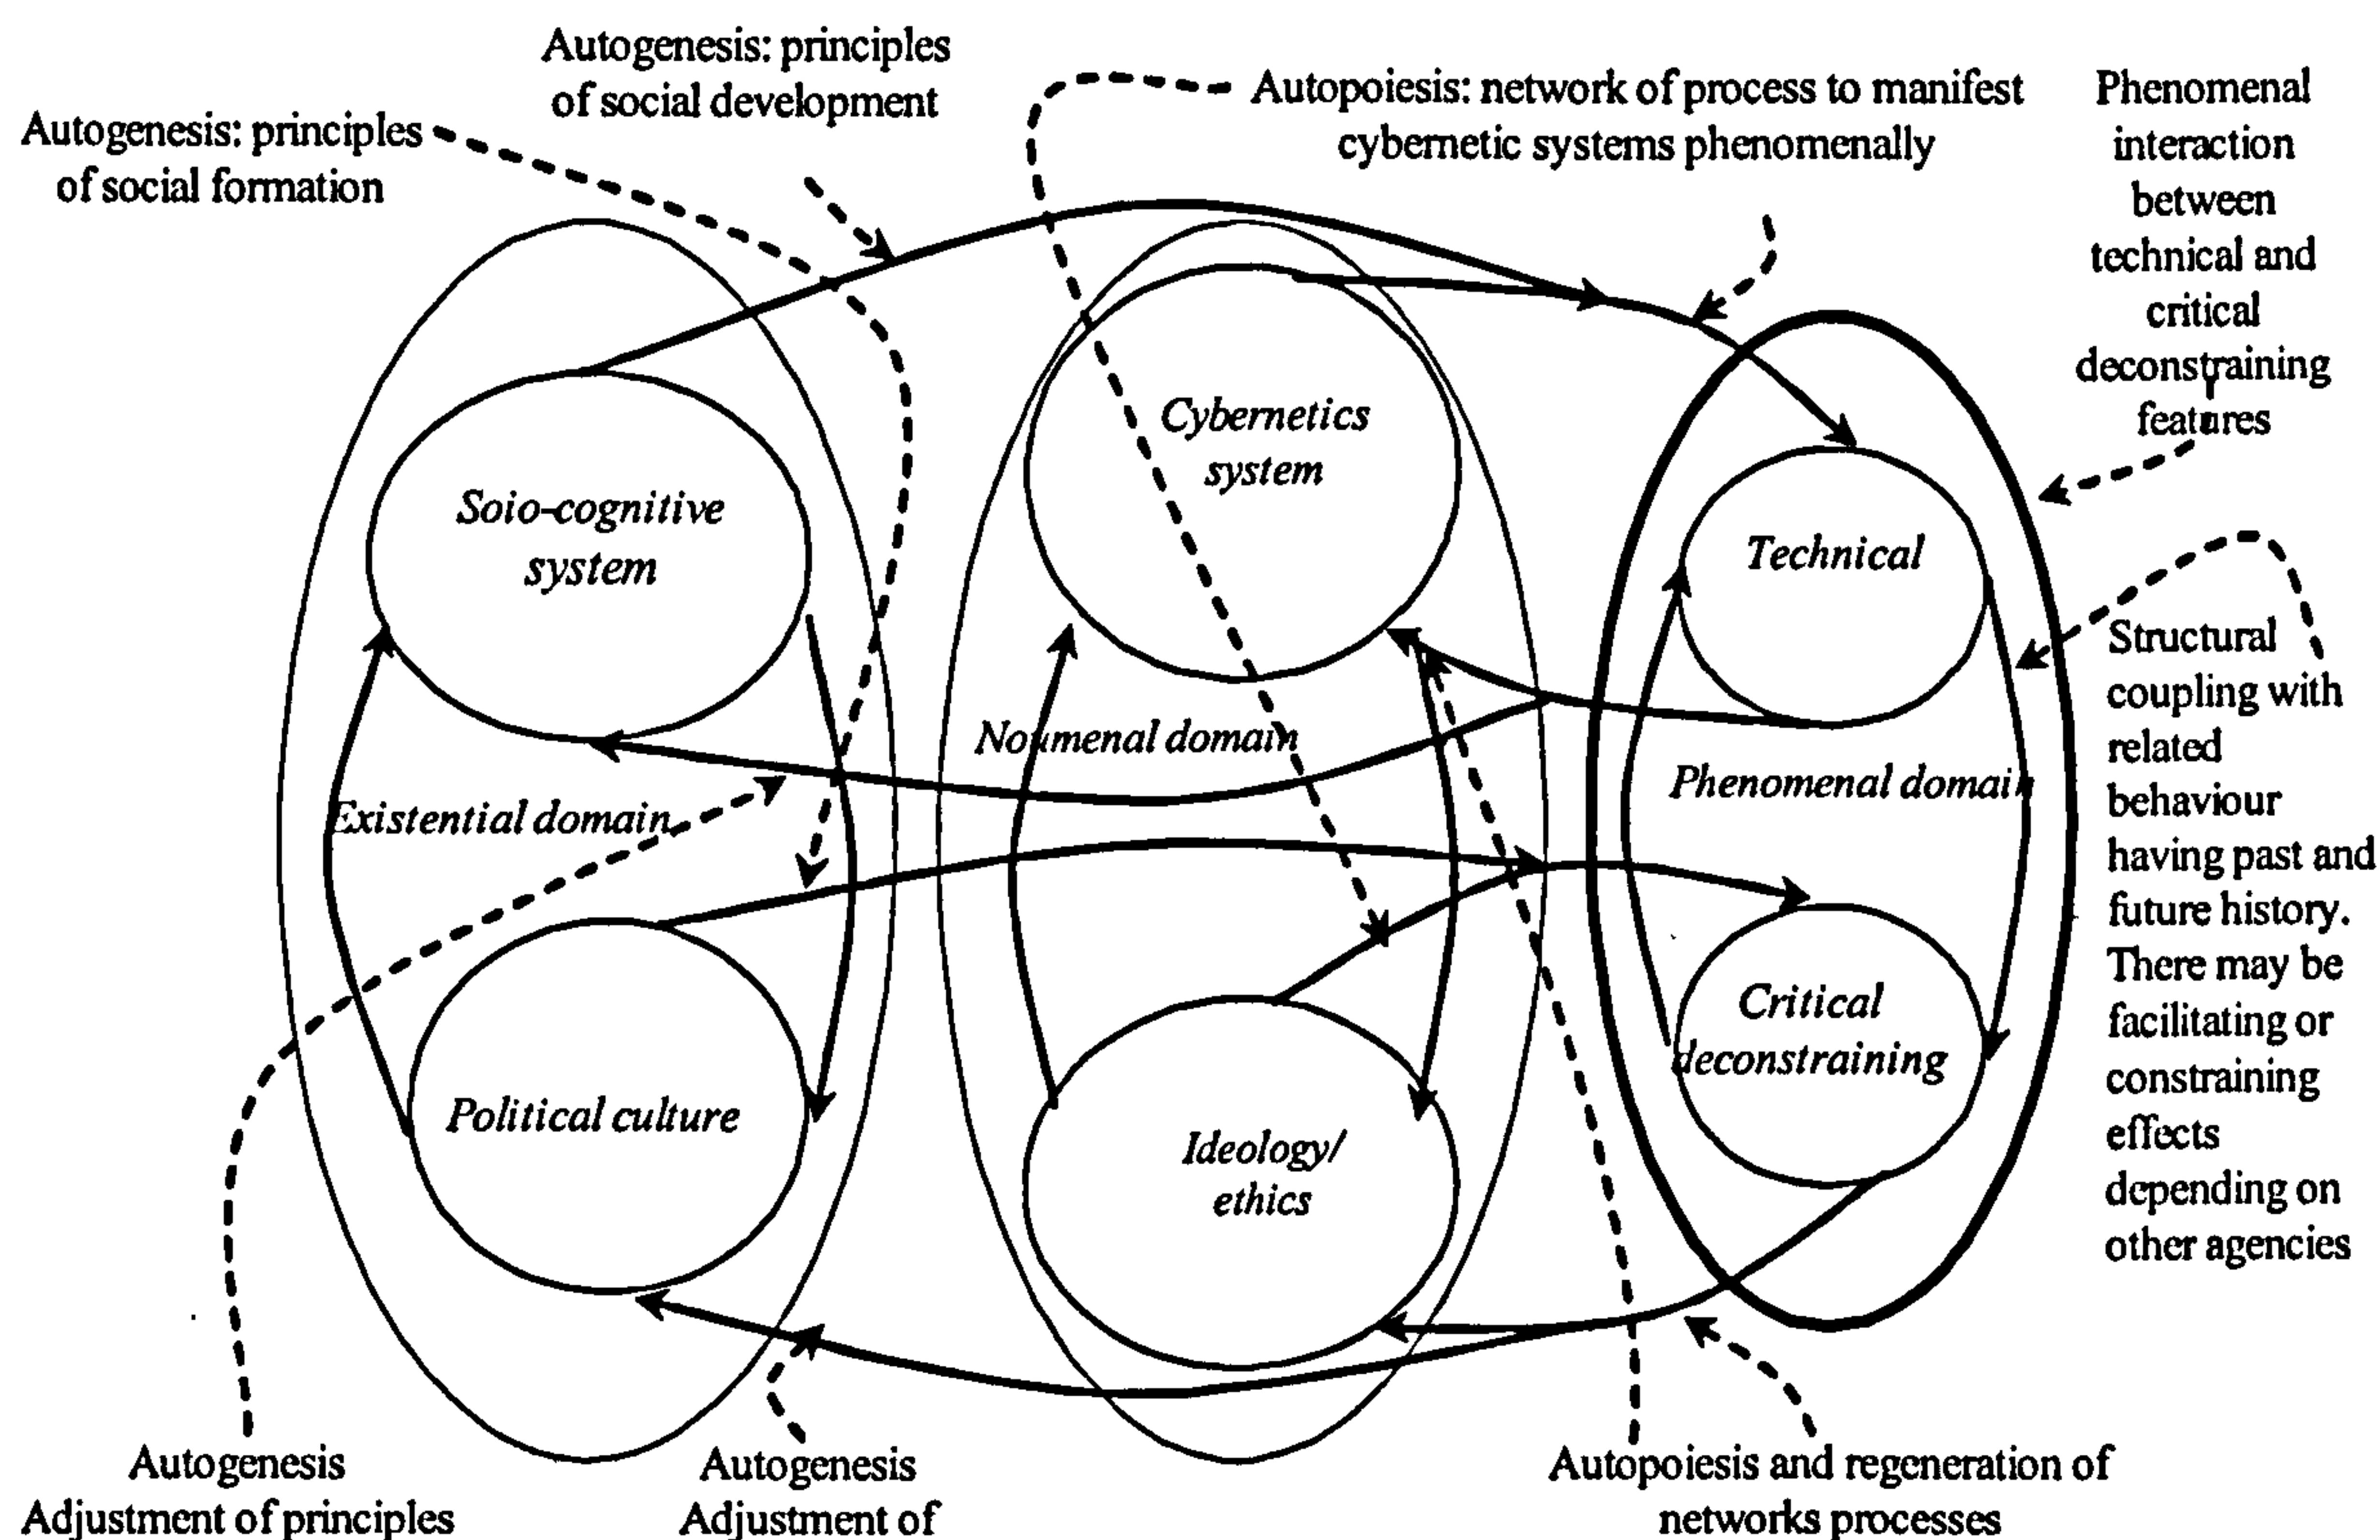 Autogenesis: principles
of social development
Autogenesis: principles
of social formation
Autopoiesis: network of process to manifest
cybernetic systems phenomenally
Phenomenal
interaction
between
technical and
critical
deconstraining
features
Cybernetics
system
Soio-cognitive
system
Technical
Structural
coupling with
related
behaviour
having past and
future history.
There may be
facilitating or
constraining
effects
depending on
other agencies
Noumenal domain
Phenomenal domain
Existential domain
Critical
deconstraining
Political culture
Ideology/
ethics
Autogenesis
Adjustment of principles
Autogenesis
Adjustment of
Autopoiesis and regeneration of
networks processes